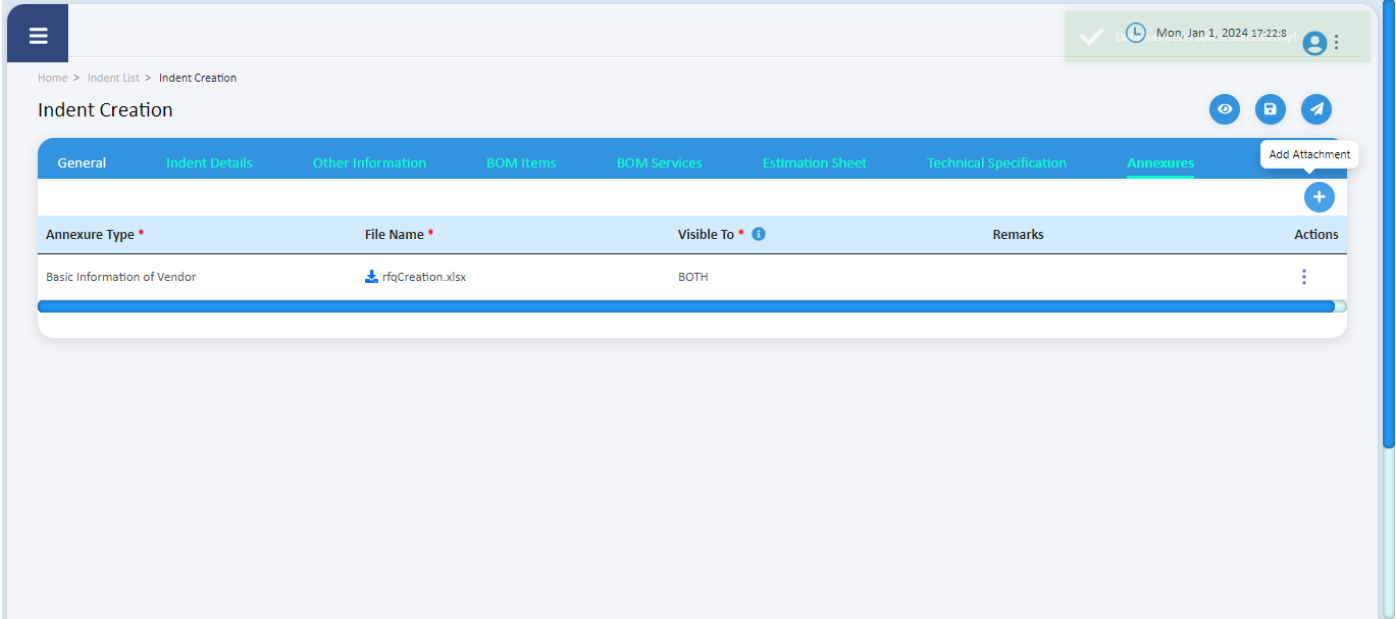 Mon, Jan 1, 2024 17:22:8
Home > Indent List > Indent Creation
Indent Creation
General Indent Details Other Information BOM Items BOM Services Estimation Sheet Technical Specification Annexures
Add Attachment
Annexure Type * File Name * Visible To * Remarks Actions
Basic Information of Vendor rfqCreation.xlsx BOTH